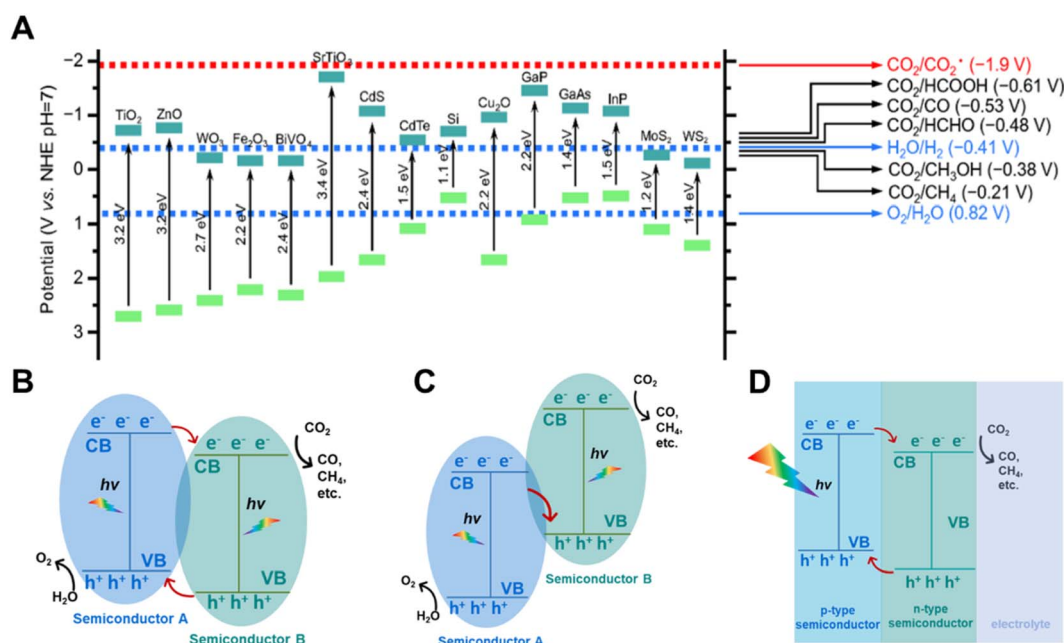 A
Potential (V vs. NHE pH=7)
−2
−1
0
1
2
3
TiO₂
3.2 eV
ZnO
3.2 eV
WO₃
2.7 eV
Fe₂O₃
2.2 eV
BiVO₄
2.4 eV
SrTiO₃
3.4 eV
CdS
2.4 eV
CdTe
1.5 eV
Si
1.1 eV
Cu₂O
2.2 eV
GaP
2.2 eV
GaAs
1.4 eV
InP
1.5 eV
MoS₂
1.2 eV
WS₂
1.4 eV
CO₂/CO₂• (−1.9 V)
CO₂/HCOOH (−0.61 V)
CO₂/CO (−0.53 V)
CO₂/HCHO (−0.48 V)
H₂O/H₂ (−0.41 V)
CO₂/CH₃OH (−0.38 V)
CO₂/CH₄ (−0.21 V)
O₂/H₂O (0.82 V)
B
e⁻ e⁻ e⁻
CB
hv
VB
h⁺ h⁺ h⁺
O₂
H₂O
Semiconductor A
e⁻ e⁻ e⁻
CB
hv
VB
h⁺ h⁺ h⁺
Semiconductor B
CO₂
CO,
CH₄,
etc.
C
e⁻ e⁻ e⁻
CB
hv
VB
h⁺ h⁺ h⁺
O₂
H₂O
Semiconductor A
e⁻ e⁻ e⁻
CB
hv
VB
h⁺ h⁺ h⁺
Semiconductor B
CO₂
CO,
CH₄,
etc.
D
e⁻ e⁻ e⁻
CB
hv
VB
h⁺ h⁺ h⁺
p-type
semiconductor
e⁻ e⁻ e⁻
CB
VB
h⁺ h⁺ h⁺
n-type
semiconductor
CO₂
CO,
CH₄,
etc.
electrolyte